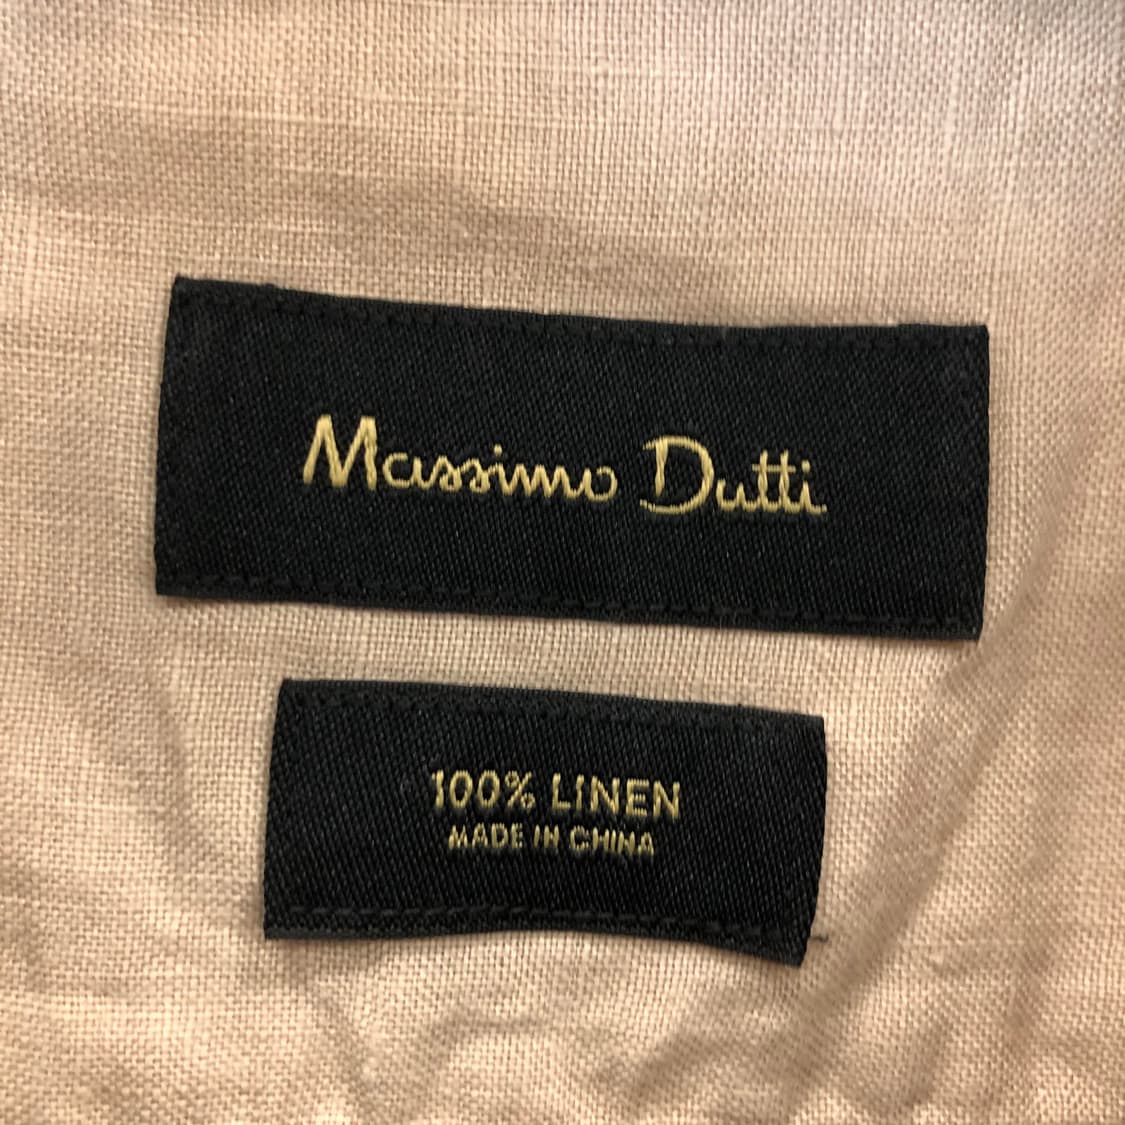 Massimo Dutti
100% LINEN
MADE IN CHINA